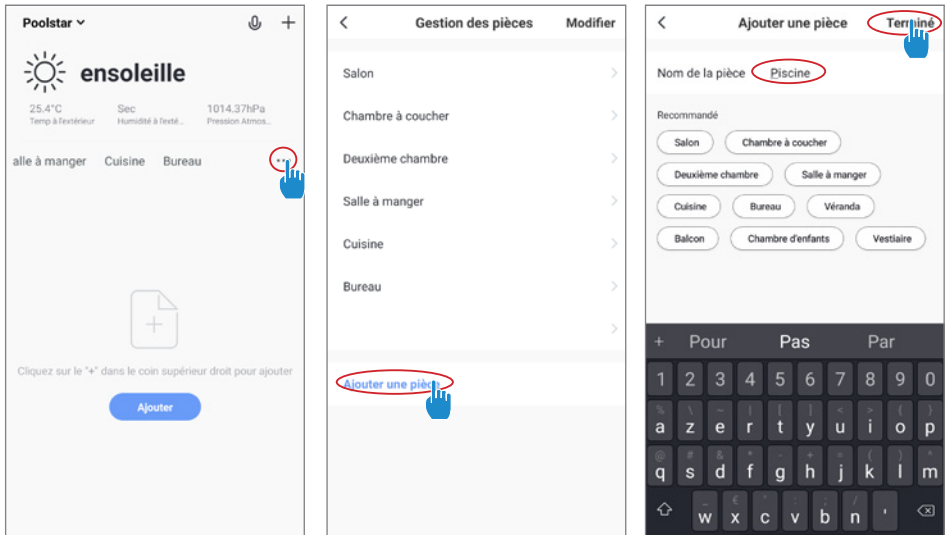 Poolstar
ensoleille
25.4°C Sec 1014.37hPa
Temp à l'extérieur Humidité à l'exté... Pression Atmos...
alle à manger Cuisine Bureau ...
Cliquez sur le "+" dans le coin supérieur droit pour ajouter
Ajouter
Gestion des pièces Modifier
Salon
Chambre à coucher
Deuxième chambre
Salle à manger
Cuisine
Bureau
Ajouter une pièce
Ajouter une pièce Terminé
Nom de la pièce Piscine
Recommandé
Salon Chambre à coucher
Deuxième chambre Salle à manger
Cuisine Bureau Véranda
Balcon Chambre d'enfants Vestiaire
+ Pour Pas Par
1 2 3 4 5 6 7 8 9 0
a z e r t y u i o p
q s d f g h j k l m
w x c v b n '